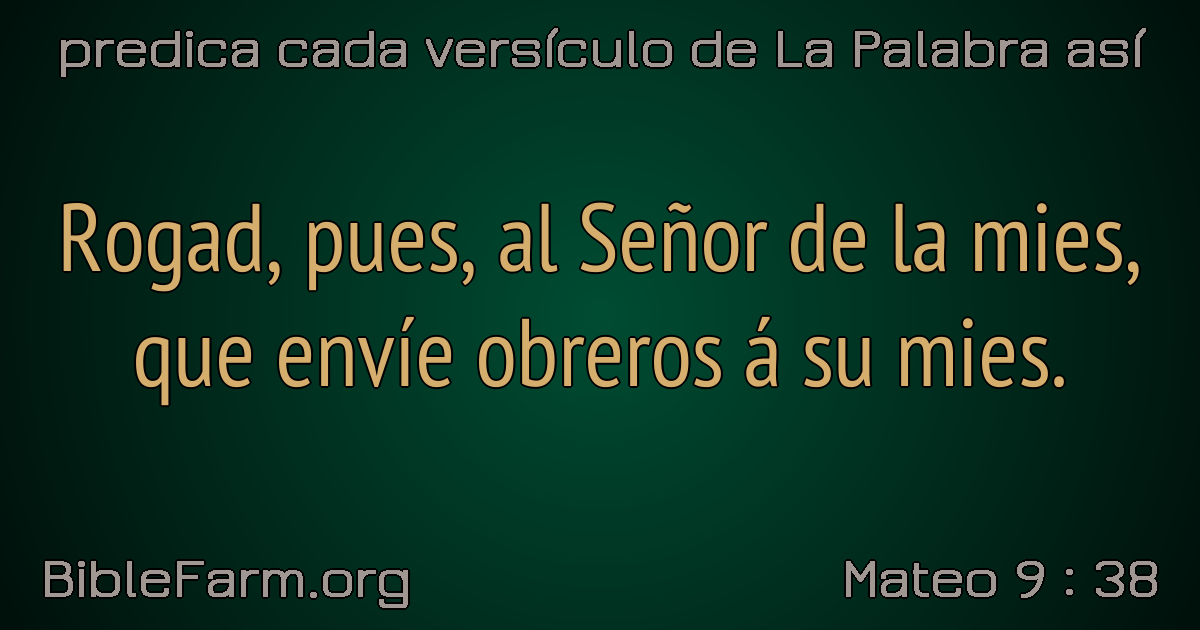 predica cada versículo de La Palabra así
Rogad, pues, al Señor de la mies,
que envíe obreros á su mies.
BibleFarm.org
Mateo 9 : 38